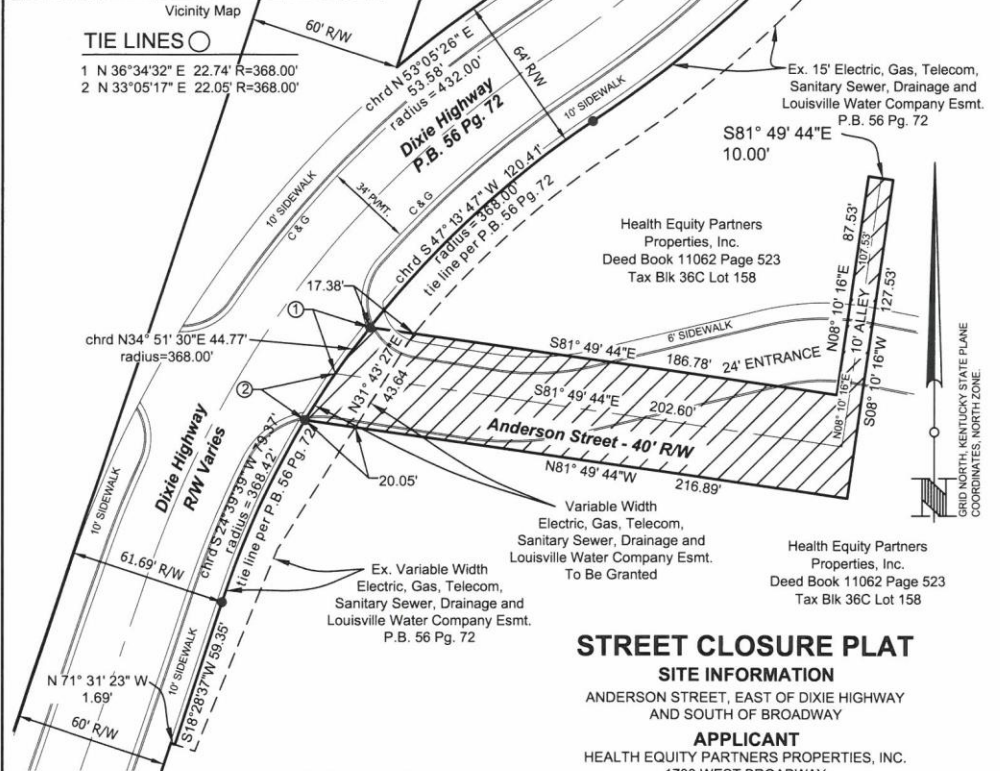 Vicinity Map
TIE LINES
1 N 36°34'32" E 22.74' R=368.00'
2 N 33°05'17" E 22.05' R=368.00'
60' R/W
chrd N 53°05'26" E
53.58'
radius = 432.00'
Dixie Highway
P.B. 56 Pg. 72
64' R/W
10' SIDEWALK
Ex. 15' Electric, Gas, Telecom,
Sanitary Sewer, Drainage and
Louisville Water Company Esmt.
P.B. 56 Pg. 72
S81° 49' 44"E
10.00'
10' SIDEWALK
C & G
34' PVMT.
C & G
chrd S 47° 13' 47" W 120.41'
radius = 368.00'
tie line per P.B. 56 Pg. 72
Health Equity Partners
Properties, Inc.
Deed Book 11062 Page 523
Tax Blk 36C Lot 158
87.53'
N08° 10' 16"E
107.53'
10' ALLEY
127.53'
S08° 10' 16"W
N08° 10' 16"E
17.38'
1
chrd N34° 51' 30"E 44.77'
radius=368.00'
2
N31° 43' 27"E
43.64
6' SIDEWALK
S81° 49' 44"E
186.78'
24' ENTRANCE
S81° 49' 44"E
202.60'
Anderson Street - 40' R/W
N81° 49' 44"W
216.89'
20.05'
GRID NORTH, KENTUCKY STATE PLANE
COORDINATES, NORTH ZONE.
N
Dixie Highway
R/W Varies
10' SIDEWALK
chrd S 24°39'39" W 79.37'
radius = 368.42'
tie line per P.B. 56 Pg. 72
61.69' R/W
Variable Width
Electric, Gas, Telecom,
Sanitary Sewer, Drainage and
Louisville Water Company Esmt.
To Be Granted
Ex. Variable Width
Electric, Gas, Telecom,
Sanitary Sewer, Drainage and
Louisville Water Company Esmt.
P.B. 56 Pg. 72
Health Equity Partners
Properties, Inc.
Deed Book 11062 Page 523
Tax Blk 36C Lot 158
N 71° 31' 23" W
1.69'
10' SIDEWALK
S18°28'37"W 59.35'
60' R/W
STREET CLOSURE PLAT
SITE INFORMATION
ANDERSON STREET, EAST OF DIXIE HIGHWAY
AND SOUTH OF BROADWAY
APPLICANT
HEALTH EQUITY PARTNERS PROPERTIES, INC.
WEST BROADWAY